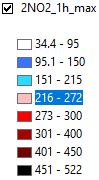 2NO2_1h_max
34.4 - 95
95.1 - 150
151 - 215
216 - 272
273 - 300
301 - 400
401 - 450
451 - 522